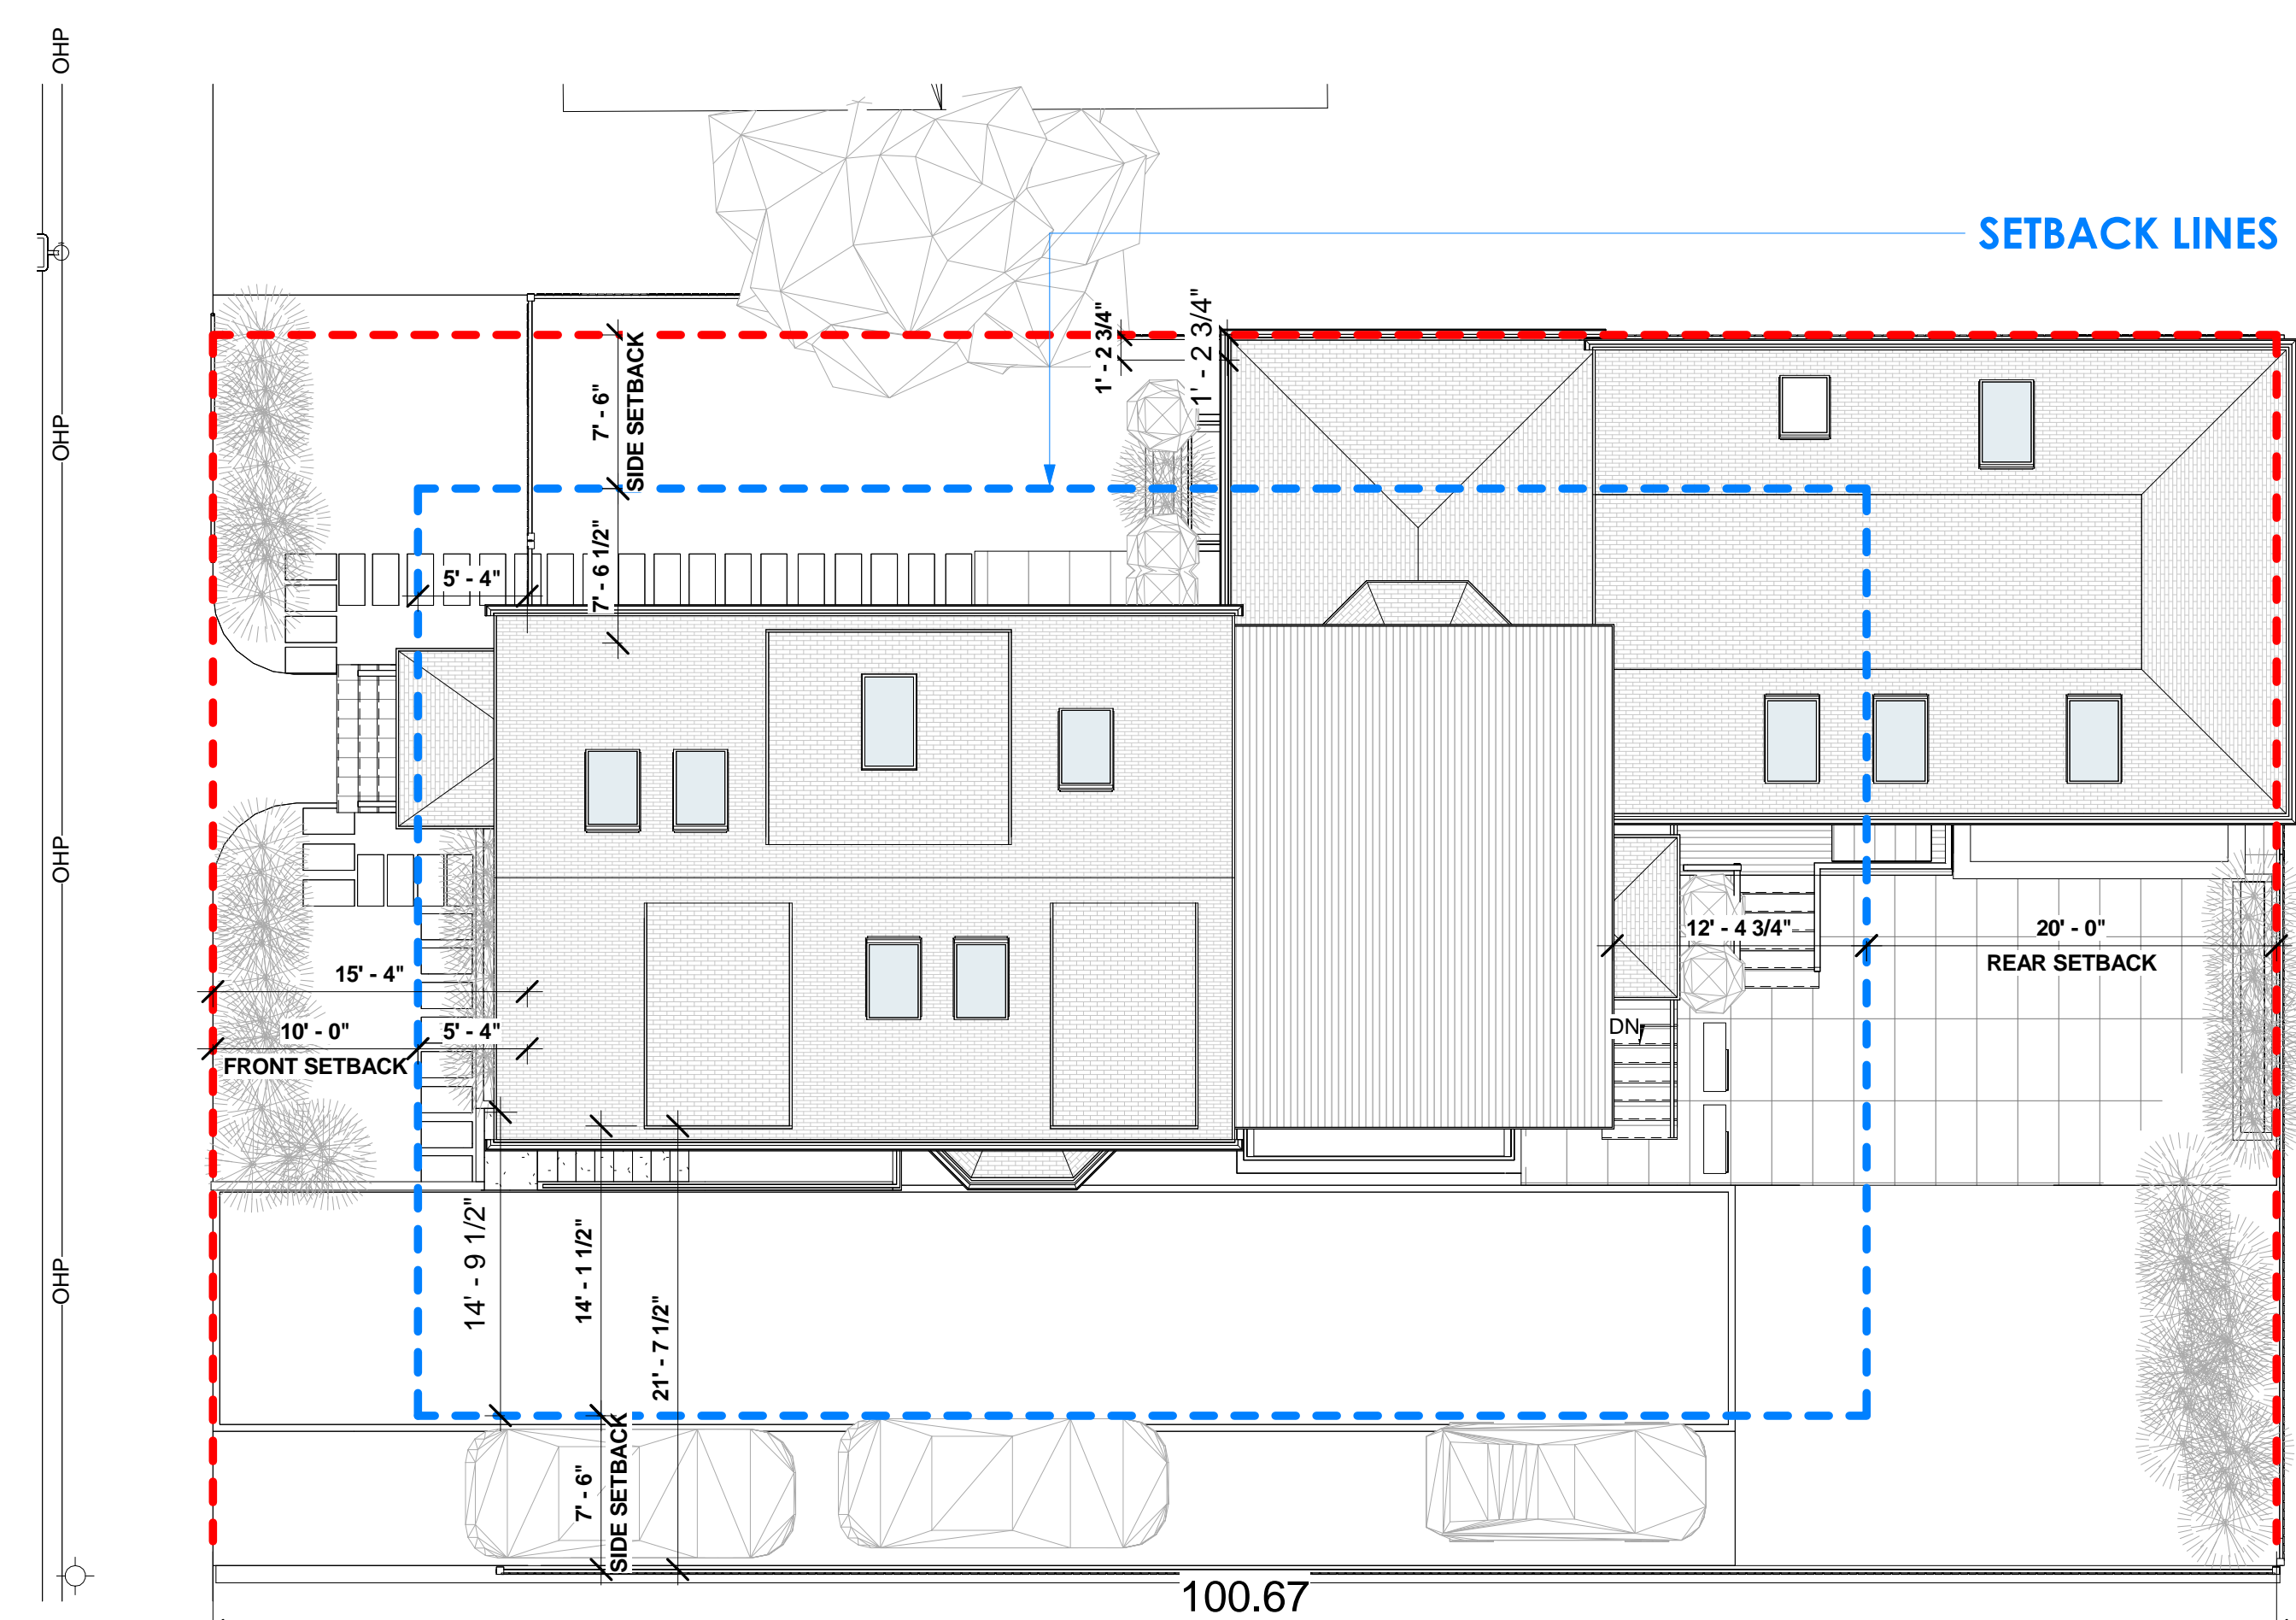 OHP
SETBACK LINES
1' - 2 3/4"
1' - 2 3/4"
7' - 6"
SIDE SETBACK
OHP
7' - 6 1/2"
5' - 4"
OHP
12' - 4 3/4"
20' - 0"
REAR SETBACK
15' - 4"
10' - 0"
5' - 4"
FRONT SETBACK
DN
14' - 9 1/2"
14' - 1 1/2"
21' - 7 1/2"
OHP
7' - 6"
SIDE SETBACK
100.67